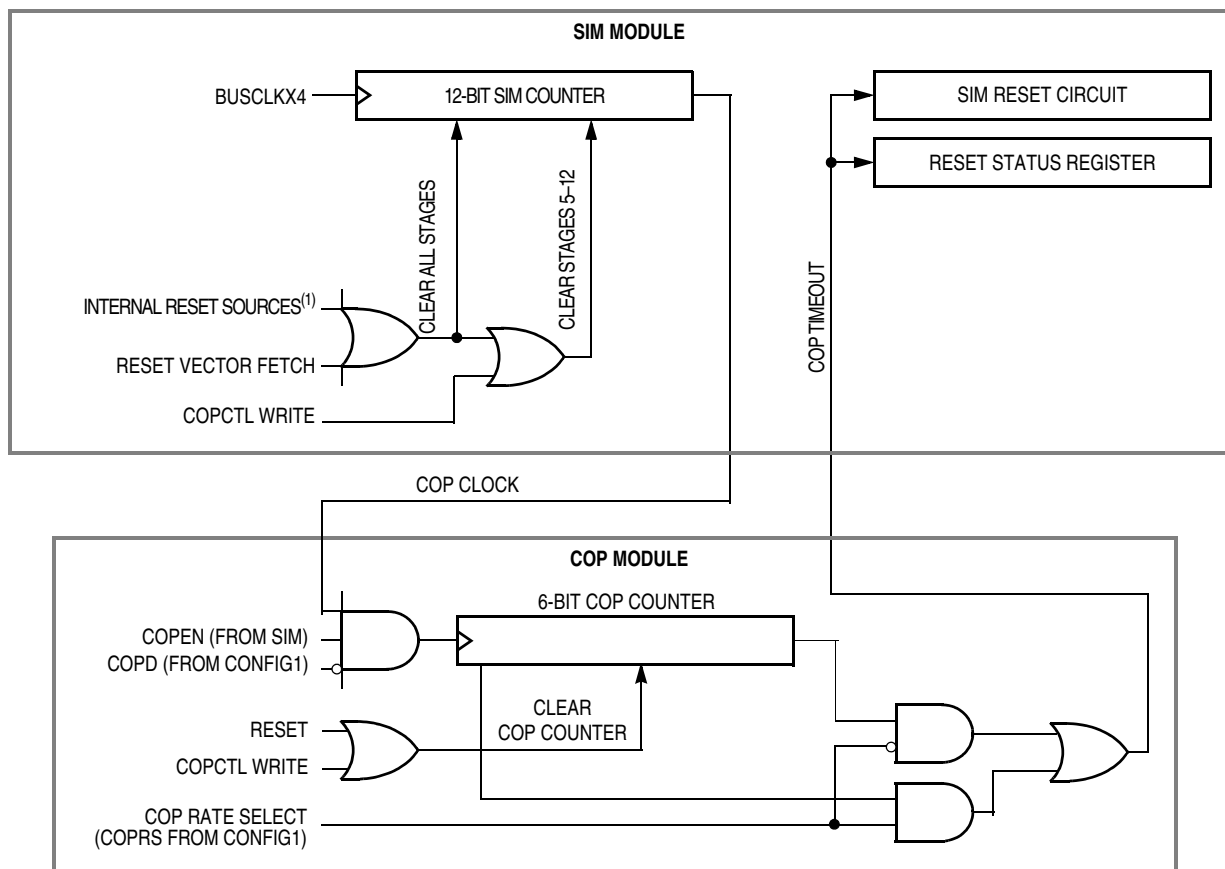 SIM MODULE
BUSCLKX4
12-BIT SIM COUNTER
SIM RESET CIRCUIT
RESET STATUS REGISTER
CLEAR ALL STAGES
CLEAR STAGES 5–12
COP TIMEOUT
INTERNAL RESET SOURCES(1)
RESET VECTOR FETCH
COPCTL WRITE
COP CLOCK
COP MODULE
6-BIT COP COUNTER
COPEN (FROM SIM)
COPD (FROM CONFIG1)
CLEAR
COP COUNTER
RESET
COPCTL WRITE
COP RATE SELECT
(COPRS FROM CONFIG1)